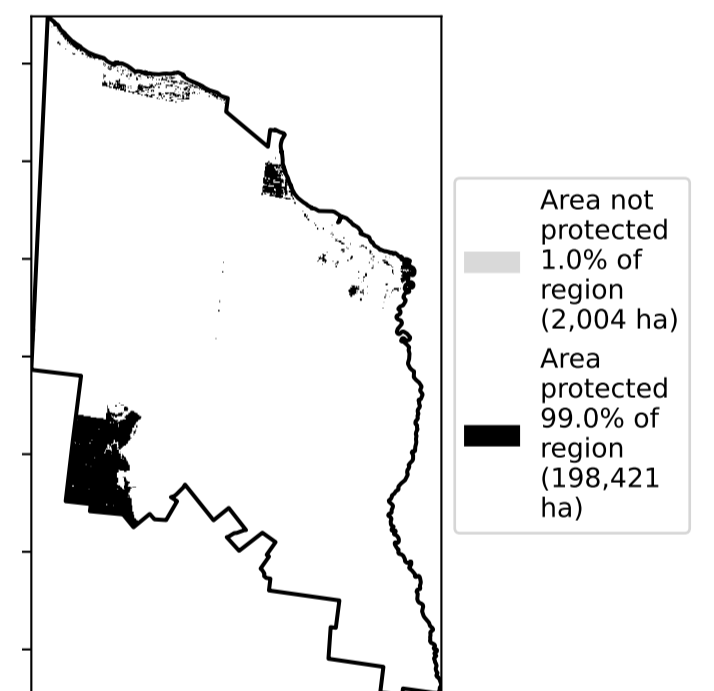 Area not
protected
1.0% of
region
(2,004 ha)
Area
protected
99.0% of
region
(198,421
ha)